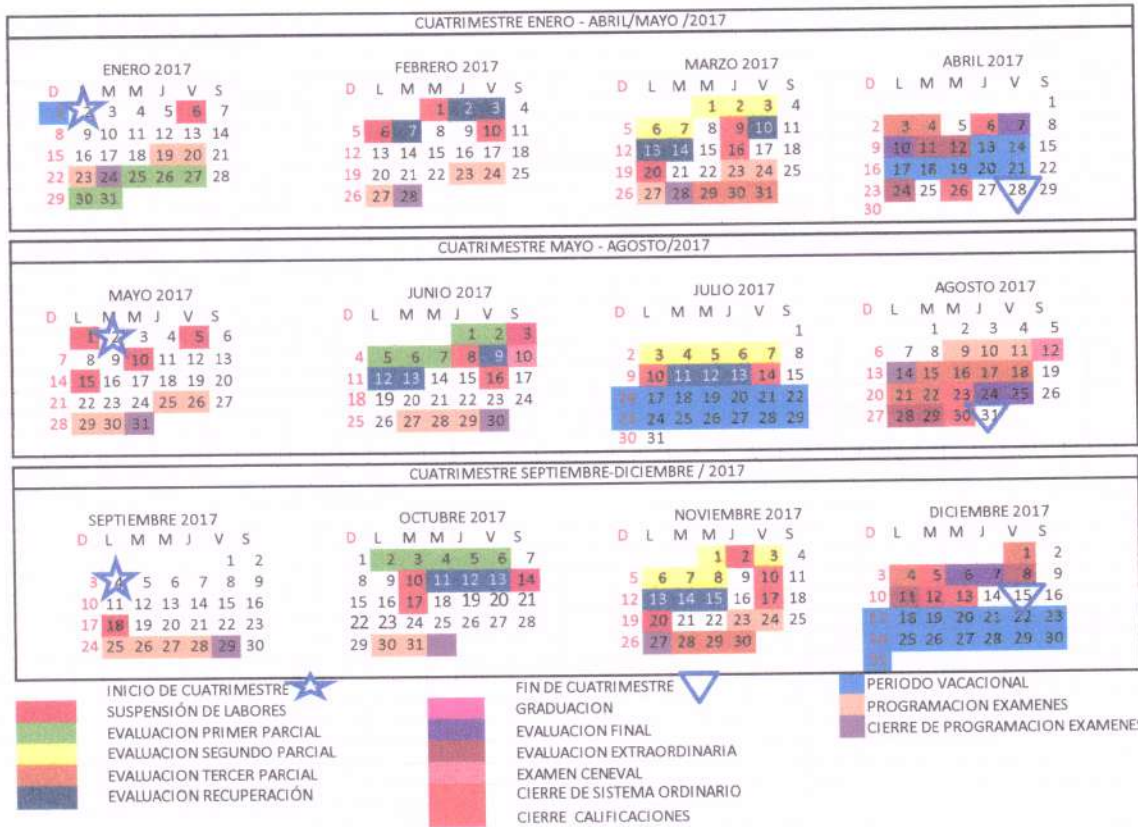 CUATRIMESTRE ENERO - ABRIL/MAYO /2017
ENERO 2017
D M M J V S
2 3 4 5 6 7
8 9 10 11 12 13 14
15 16 17 18 19 20 21
22 23 24 25 26 27 28
29 30 31
FEBRERO 2017
D L M M J V S
1 2 3 4
5 6 7 8 9 10 11
12 13 14 15 16 17 18
19 20 21 22 23 24 25
26 27 28
MARZO 2017
D L M M J V S
1 2 3 4
5 6 7 8 9 10 11
12 13 14 15 16 17 18
19 20 21 22 23 24 25
26 27 28 29 30 31
ABRIL 2017
D L M M J V S
1
2 3 4 5 6 7 8
9 10 11 12 13 14 15
16 17 18 19 20 21 22
23 24 25 26 27 28 29
30
CUATRIMESTRE MAYO - AGOSTO/2017
MAYO 2017
D L M M J V S
1 2 3 4 5 6
7 8 9 10 11 12 13
14 15 16 17 18 19 20
21 22 23 24 25 26 27
28 29 30 31
JUNIO 2017
D L M M J V S
1 2 3
4 5 6 7 8 9 10
11 12 13 14 15 16 17
18 19 20 21 22 23 24
25 26 27 28 29 30
JULIO 2017
D L M M J V S
1
2 3 4 5 6 7 8
9 10 11 12 13 14 15
17 18 19 20 21 22
24 25 26 27 28 29
30 31
AGOSTO 2017
D L M M J V S
1 2 3 4 5
6 7 8 9 10 11 12
13 14 15 16 17 18 19
20 21 22 23 24 25 26
27 28 29 30 31
CUATRIMESTRE SEPTIEMBRE-DICIEMBRE / 2017
SEPTIEMBRE 2017
D L M M J V S
1 2
3 4 5 6 7 8 9
10 11 12 13 14 15 16
17 18 19 20 21 22 23
24 25 26 27 28 29 30
OCTUBRE 2017
D L M M J V S
1 2 3 4 5 6 7
8 9 10 11 12 13 14
15 16 17 18 19 20 21
22 23 24 25 26 27 28
29 30 31
NOVIEMBRE 2017
D L M M J V S
1 2 3 4
5 6 7 8 9 10 11
12 13 14 15 16 17 18
19 20 21 22 23 24 25
26 27 28 29 30
DICIEMBRE 2017
D L M M J V S
1 2
3 4 5 6 7 8 9
10 11 12 13 14 15 16
18 19 20 21 22 23
25 26 27 28 29 30
INICIO DE CUATRIMESTRE
SUSPENSIÓN DE LABORES
EVALUACION PRIMER PARCIAL
EVALUACION SEGUNDO PARCIAL
EVALUACION TERCER PARCIAL
EVALUACION RECUPERACIÓN
FIN DE CUATRIMESTRE
GRADUACION
EVALUACION FINAL
EVALUACION EXTRAORDINARIA
EXAMEN CENEVAL
CIERRE DE SISTEMA ORDINARIO
CIERRE CALIFICACIONES
PERIODO VACACIONAL
PROGRAMACION EXAMENES
CIERRE DE PROGRAMACION EXAMENES